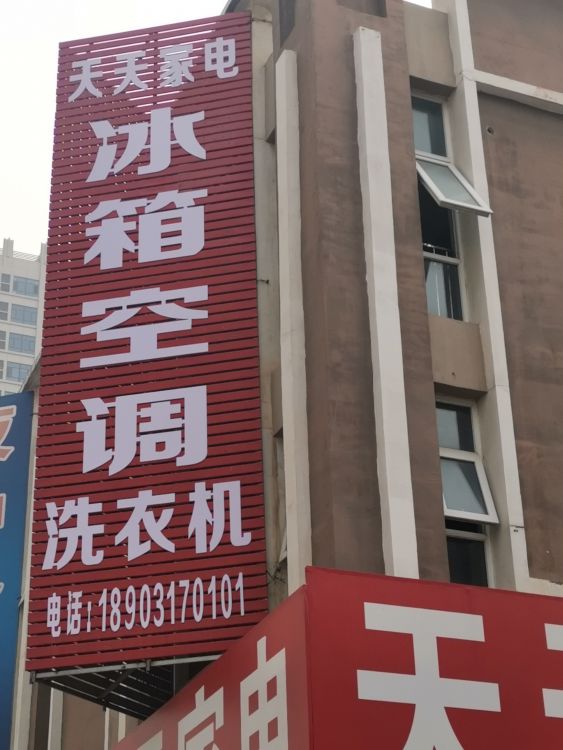 天天家电
冰箱空调
洗衣机
电话:18903170101
家电
天